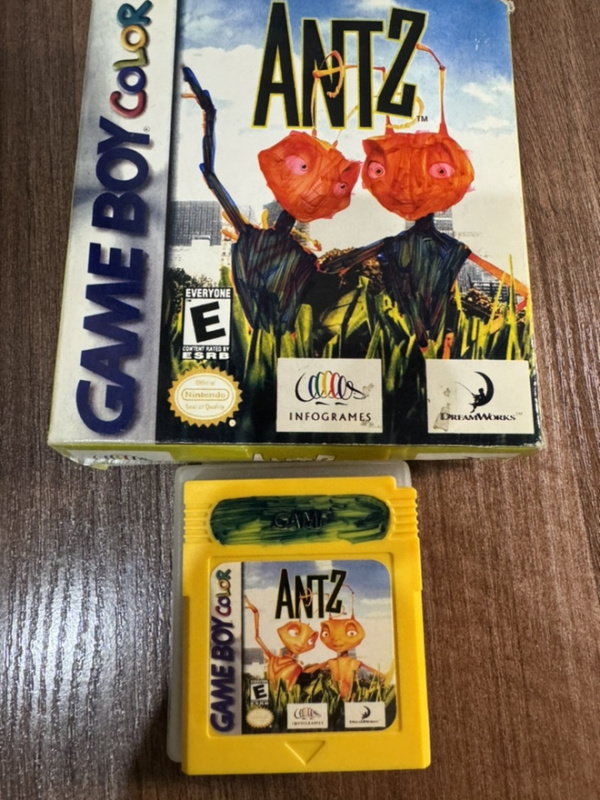 GAME BOY COLOR
ANTZ
TM
EVERYONE
E
CONTENT RATED BY
ESRB
Official
Nintendo
Seal of Quality
INFOGRAMES
DREAMWORKS
ANTZ
GAME
GAME BOY COLOR
ANTZ
E
INFOGRAMES
DREAMWORKS